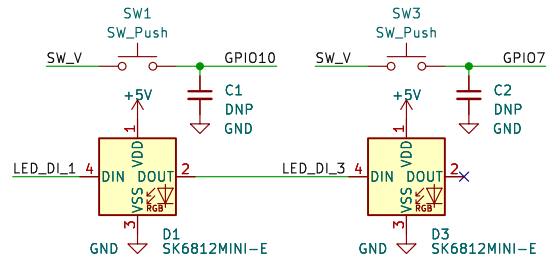 SW1
SW_Push
SW_V
GPIO10
C1
DNP
GND
+5V
1
VDD
LED_DI_1
4
DIN
DOUT
2
VSS
RGB
3
GND
D1
SK6812MINI-E
SW3
SW_Push
SW_V
GPIO7
C2
DNP
GND
+5V
1
VDD
LED_DI_3
4
DIN
DOUT
2
VSS
RGB
3
GND
D3
SK6812MINI-E